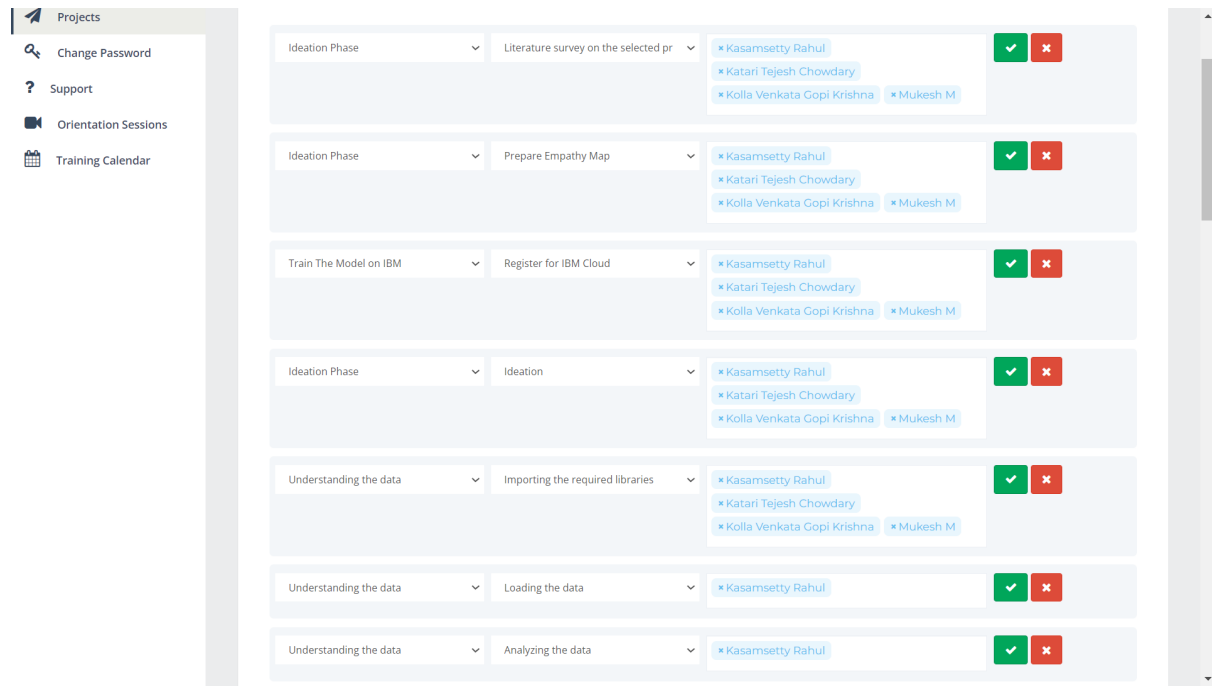 Projects
Change Password
? Support
Orientation Sessions
Training Calendar
Ideation Phase
Literature survey on the selected pr
× Kasamsetty Rahul
× Katari Tejesh Chowdary
× Kolla Venkata Gopi Krishna × Mukesh M
Ideation Phase
Prepare Empathy Map
× Kasamsetty Rahul
× Katari Tejesh Chowdary
× Kolla Venkata Gopi Krishna × Mukesh M
Train The Model on IBM
Register for IBM Cloud
× Kasamsetty Rahul
× Katari Tejesh Chowdary
× Kolla Venkata Gopi Krishna × Mukesh M
Ideation Phase
Ideation
× Kasamsetty Rahul
× Katari Tejesh Chowdary
× Kolla Venkata Gopi Krishna × Mukesh M
Understanding the data
Importing the required libraries
× Kasamsetty Rahul
× Katari Tejesh Chowdary
× Kolla Venkata Gopi Krishna × Mukesh M
Understanding the data
Loading the data
× Kasamsetty Rahul
Understanding the data
Analyzing the data
× Kasamsetty Rahul